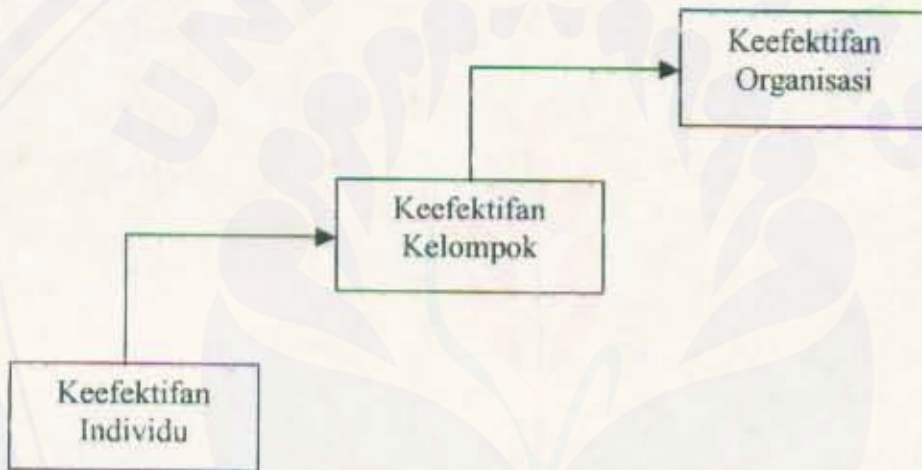 Keefektifan
Organisasi
Keefektifan
Kelompok
Keefektifan
Individu